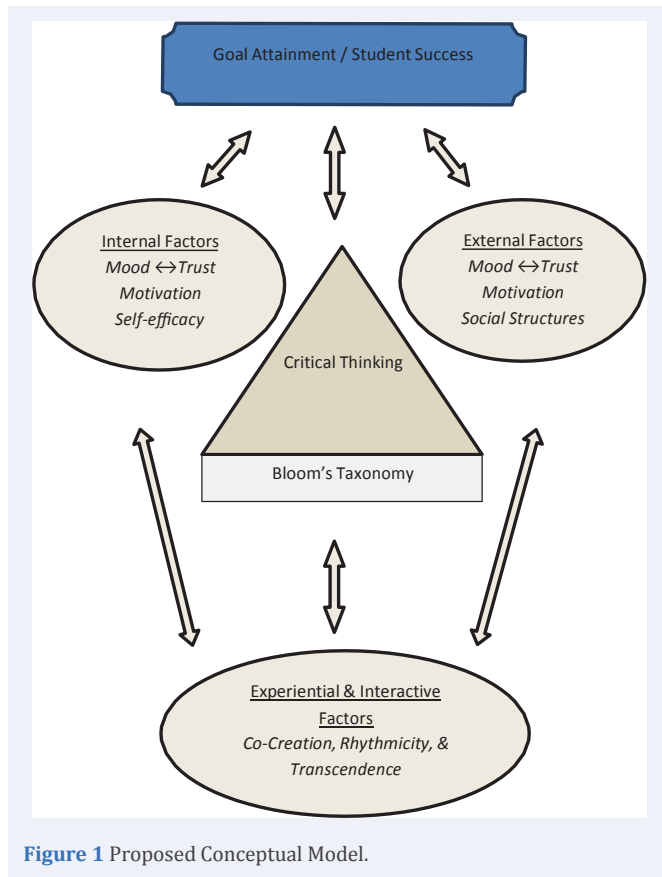 Goal Attainment / Student Success
Internal Factors
Mood ↔Trust
Motivation
Self-efficacy
External Factors
Mood ↔Trust
Motivation
Social Structures
Critical Thinking
Bloom’s Taxonomy
Experiential & Interactive
Factors
Co-Creation, Rhythmicity, &
Transcendence
Figure 1 Proposed Conceptual Model.